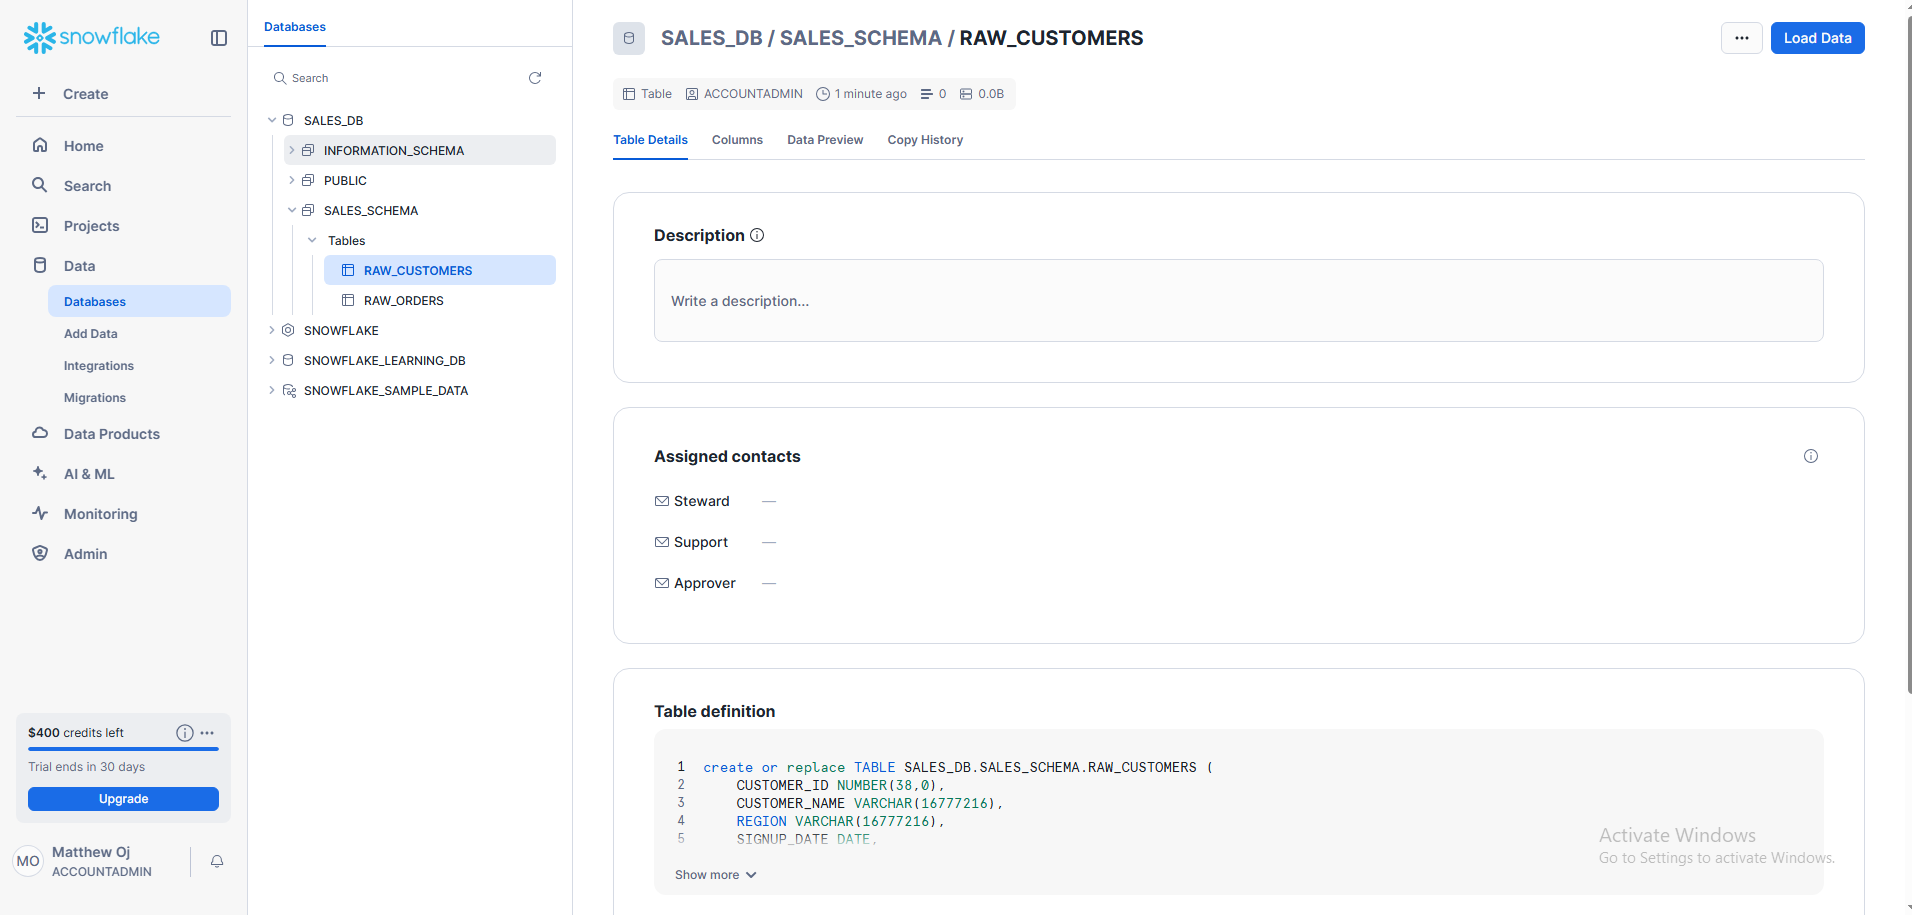 snowflake
Create
Home
Search
Projects
Data
Databases
Add Data
Integrations
Migrations
Data Products
AI & ML
Monitoring
Admin
$400 credits left
Trial ends in 30 days
Upgrade
MO
Matthew Oj
ACCOUNTADMIN
Databases
Search
SALES_DB
INFORMATION_SCHEMA
PUBLIC
SALES_SCHEMA
Tables
RAW_CUSTOMERS
RAW_ORDERS
SNOWFLAKE
SNOWFLAKE_LEARNING_DB
SNOWFLAKE_SAMPLE_DATA
SALES_DB / SALES_SCHEMA / RAW_CUSTOMERS
Load Data
Table ACCOUNTADMIN 1 minute ago 0 0.0B
Table Details Columns Data Preview Copy History
Description
Write a description...
Assigned contacts
Steward —
Support —
Approver —
Table definition
1 create or replace TABLE SALES_DB.SALES_SCHEMA.RAW_CUSTOMERS (
2 CUSTOMER_ID NUMBER(38,0),
3 CUSTOMER_NAME VARCHAR(16777216),
4 REGION VARCHAR(16777216),
5 SIGNUP_DATE DATE,
Show more
Activate Windows
Go to Settings to activate Windows.